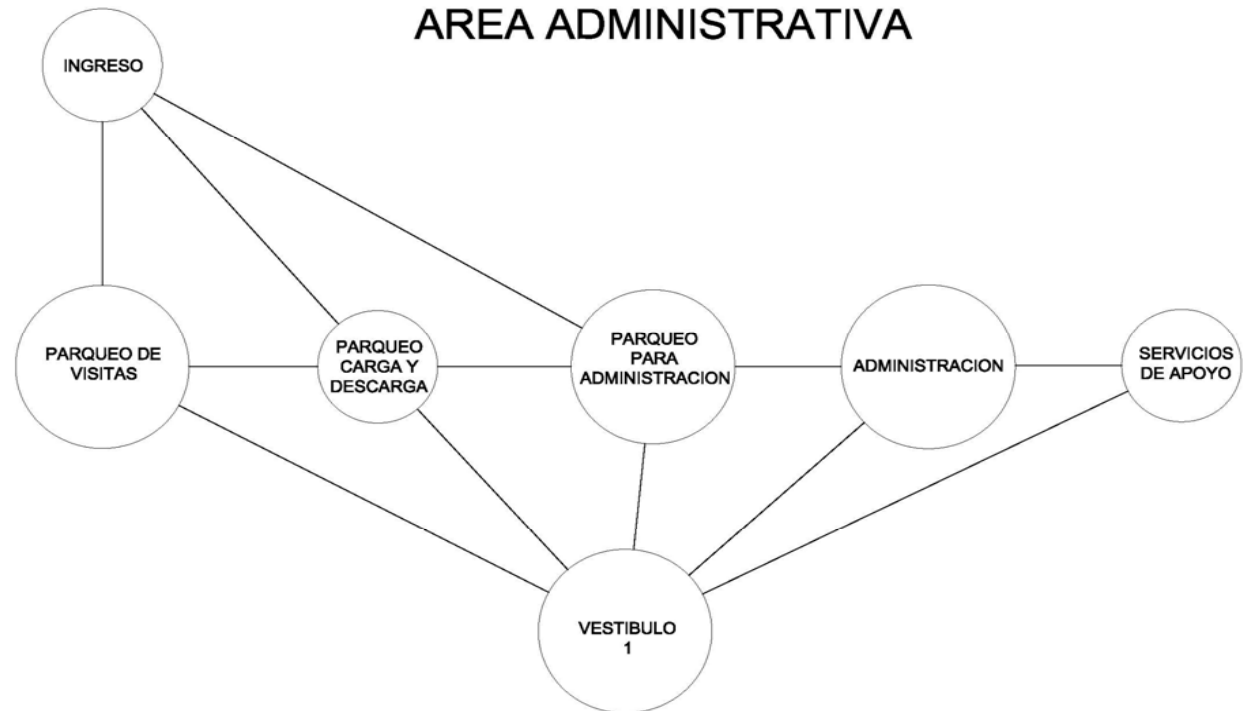 AREA ADMINISTRATIVA
INGRESO
PARQUEO DE
VISITAS
PARQUEO
CARGA Y
DESCARGA
PARQUEO
PARA
ADMINISTRACION
ADMINISTRACION
SERVICIOS
DE APOYO
VESTIBULO
1